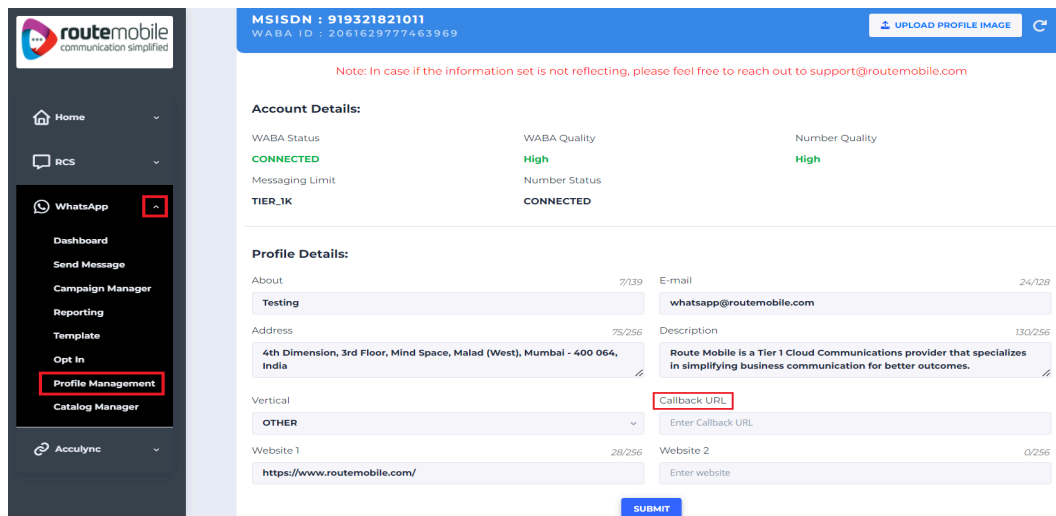 routemobile
communication simplified
Home
RCS
WhatsApp
Dashboard
Send Message
Campaign Manager
Reporting
Template
Opt In
Profile Management
Catalog Manager
Acculync
MSISDN : 919321821011
WABA ID : 2061629777463969
UPLOAD PROFILE IMAGE
Note: In case if the information set is not reflecting, please feel free to reach out to support@routemobile.com
Account Details:
WABA Status WABA Quality Number Quality
CONNECTED High High
Messaging Limit Number Status
TIER_1K CONNECTED
Profile Details:
About 7/139 E-mail 24/128
Testing whatsapp@routemobile.com
Address 75/256 Description 130/256
4th Dimension, 3rd Floor, Mind Space, Malad (West), Mumbai - 400 064,
India
Route Mobile is a Tier 1 Cloud Communications provider that specializes
in simplifying business communication for better outcomes.
Vertical Callback URL
OTHER Enter Callback URL
Website 1 28/256 Website 2 0/256
https://www.routemobile.com/ Enter website
SUBMIT